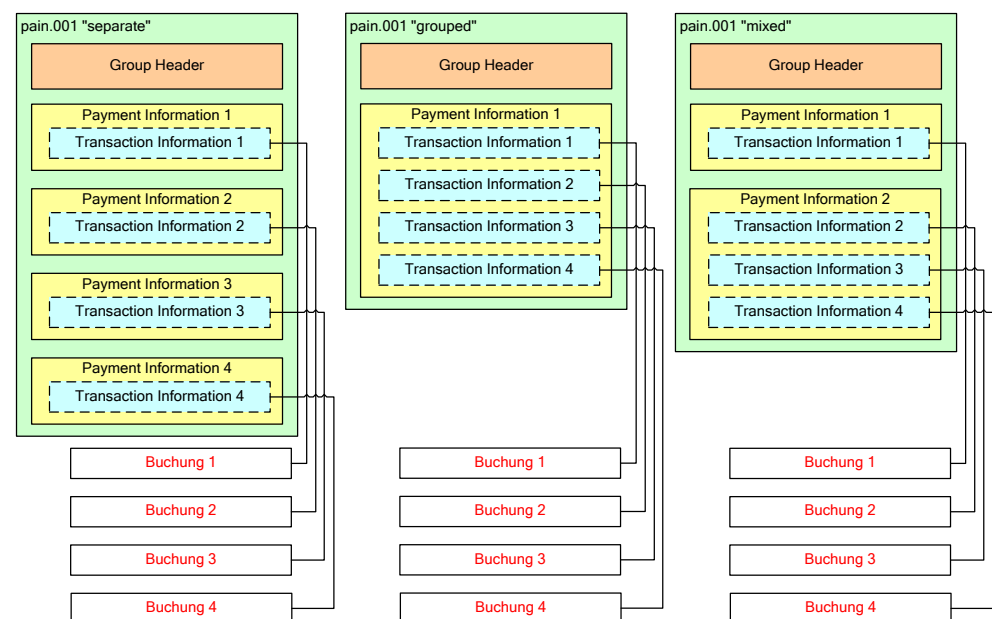 pain.001 "separate"
Group Header
Payment Information 1
Transaction Information 1
Payment Information 2
Transaction Information 2
Payment Information 3
Transaction Information 3
Payment Information 4
Transaction Information 4
Buchung 1
Buchung 2
Buchung 3
Buchung 4
pain.001 "grouped"
Group Header
Payment Information 1
Transaction Information 1
Transaction Information 2
Transaction Information 3
Transaction Information 4
Buchung 1
Buchung 2
Buchung 3
Buchung 4
pain.001 "mixed"
Group Header
Payment Information 1
Transaction Information 1
Payment Information 2
Transaction Information 2
Transaction Information 3
Transaction Information 4
Buchung 1
Buchung 2
Buchung 3
Buchung 4